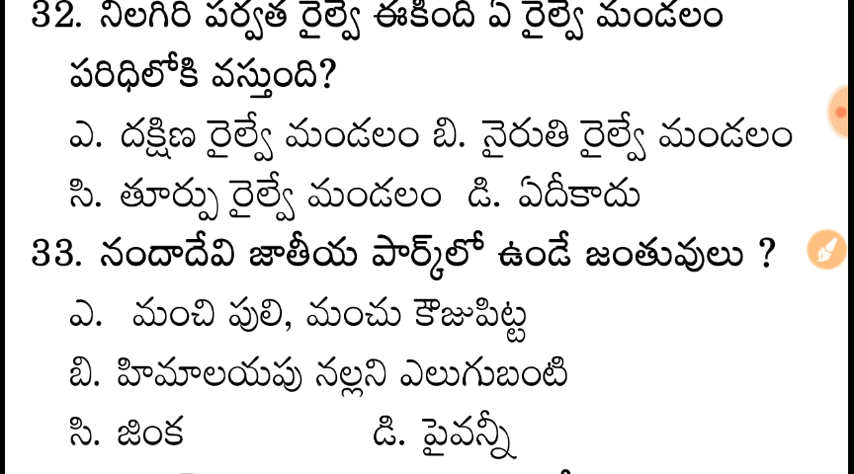 32. నీలగిరి పర్వత రైల్వే ఈకింది ఏ రైల్వే మండలం
పరిధిలోకి వస్తుంది?
ఎ. దక్షిణ రైల్వే మండలం బి. నైరుతి రైల్వే మండలం
సి. తూర్పు రైల్వే మండలం డి. ఏదీకాదు
33. నందాదేవి జాతీయ పార్క్‌లో ఉండే జంతువులు ?
ఎ. మంచి పులి, మంచు కౌజుపిట్ట
బి. హిమాలయపు నల్లని ఎలుగుబంటి
సి. జింక డి. పైవన్నీ